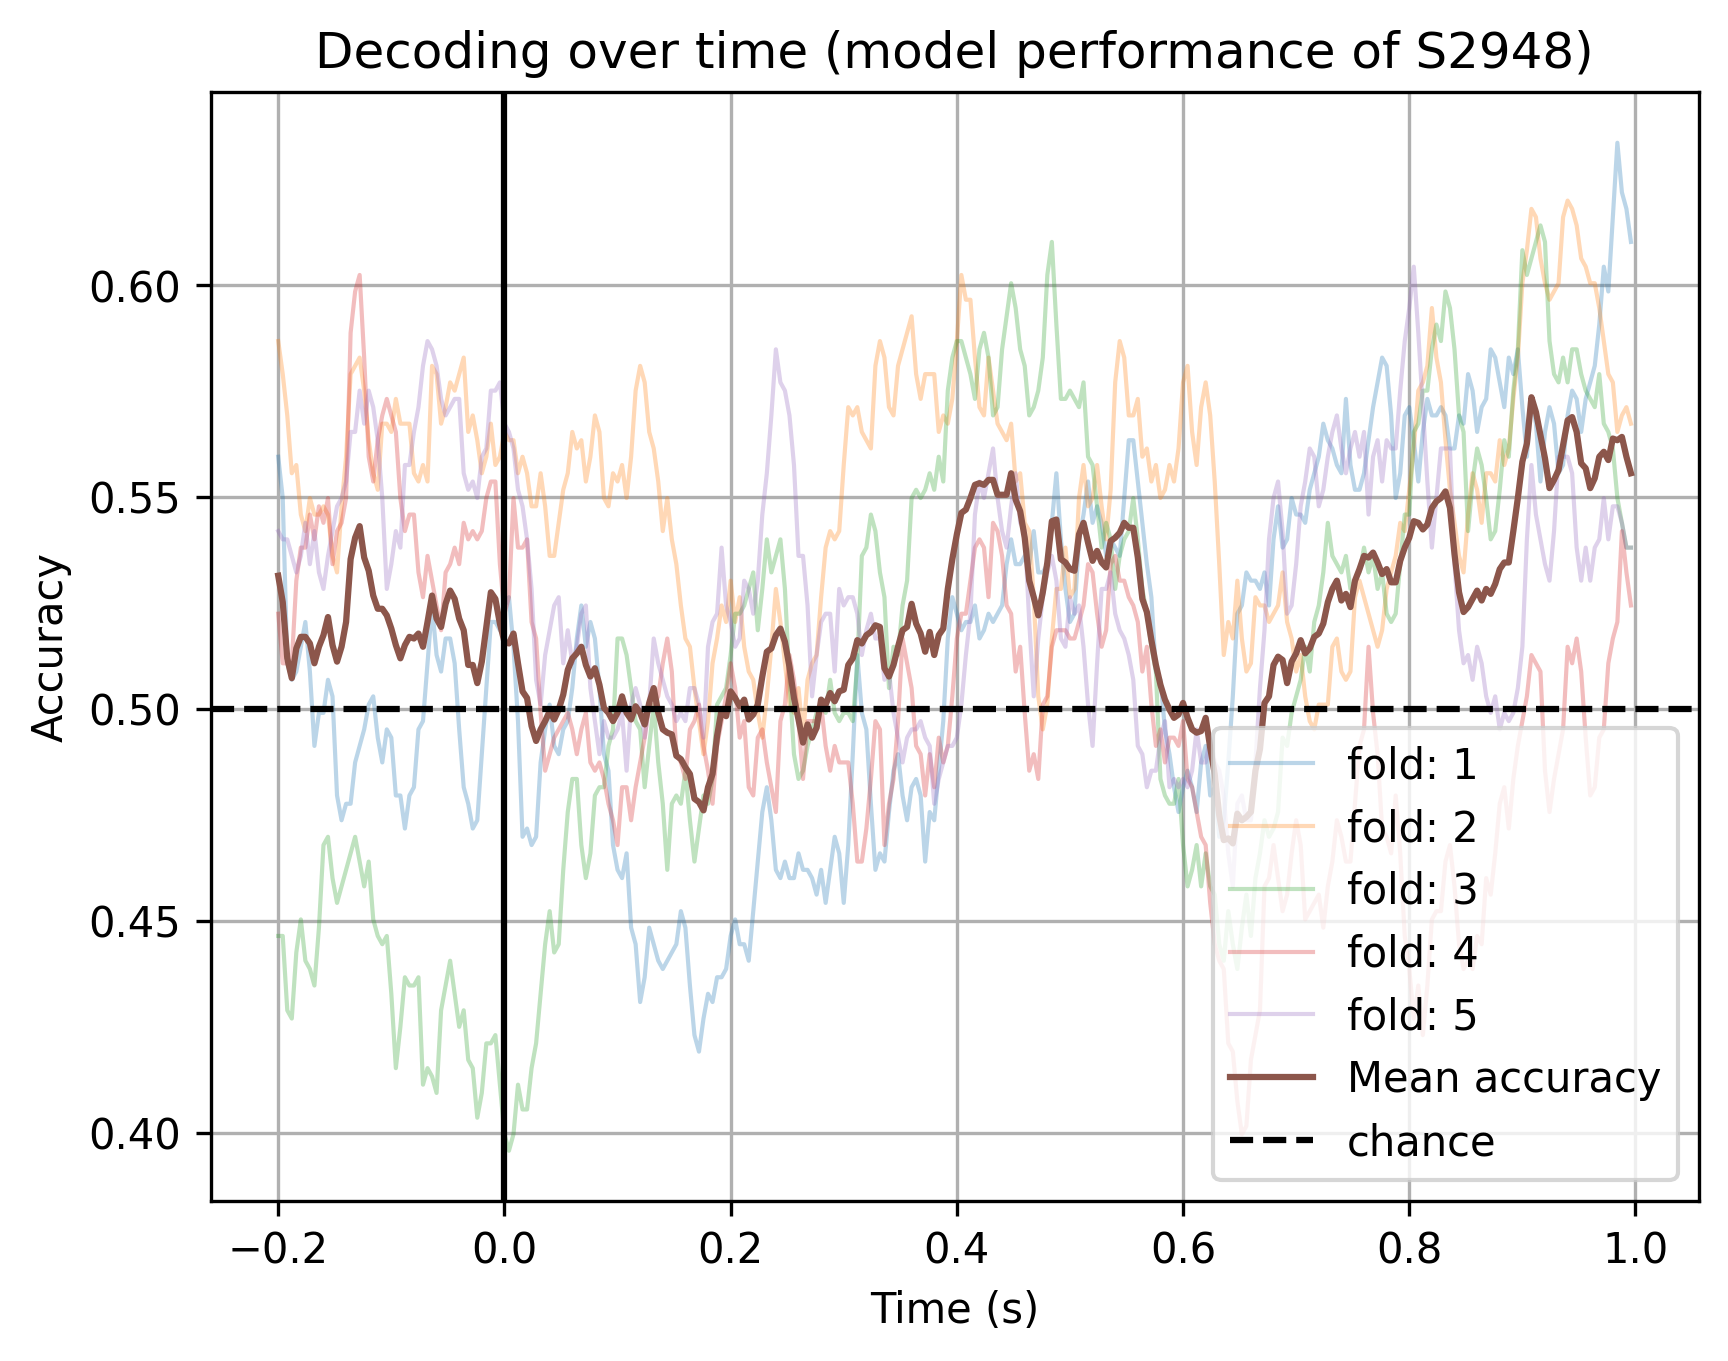 Decoding over time (model performance of S2948)
Accuracy
0.60
0.55
0.50
0.45
0.40
fold: 1
fold: 2
fold: 3
fold: 4
fold: 5
Mean accuracy
chance
−0.2
0.0
0.2
0.4
0.6
0.8
1.0
Time (s)